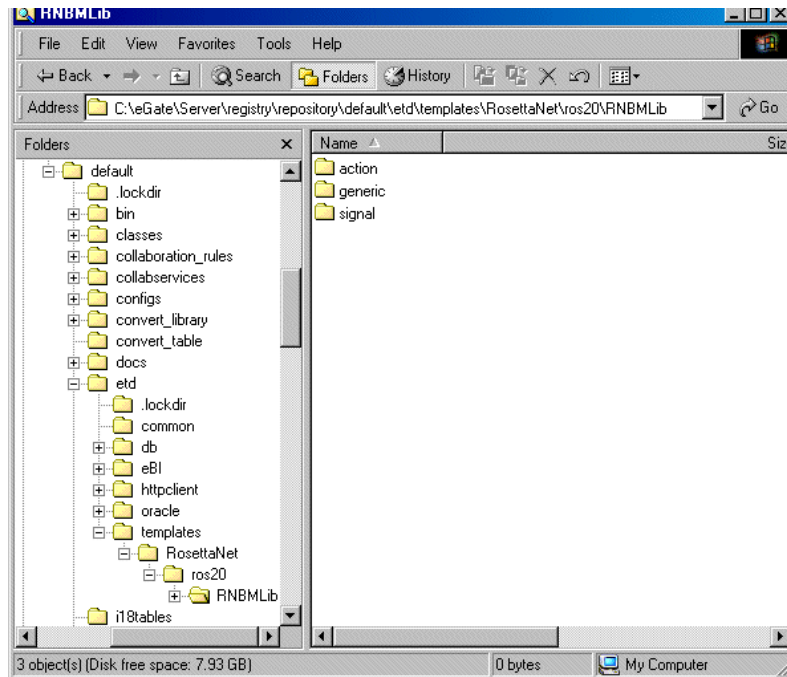 RNBMLib
File Edit View Favorites Tools Help
Back Search Folders History
Address C:\eGate\Server\registry\repository\default\etd\templates\RosettaNet\ros20\RNBMLib Go
Folders x Name Siz
default action
.lockdir generic
bin signal
classes
collaboration_rules
collabservices
configs
convert_library
convert_table
docs
etd
.lockdir
common
db
eBI
httpclient
oracle
templates
RosettaNet
ros20
RNBMLib
i18tables
3 object(s) (Disk free space: 7.93 GB) 0 bytes My Computer